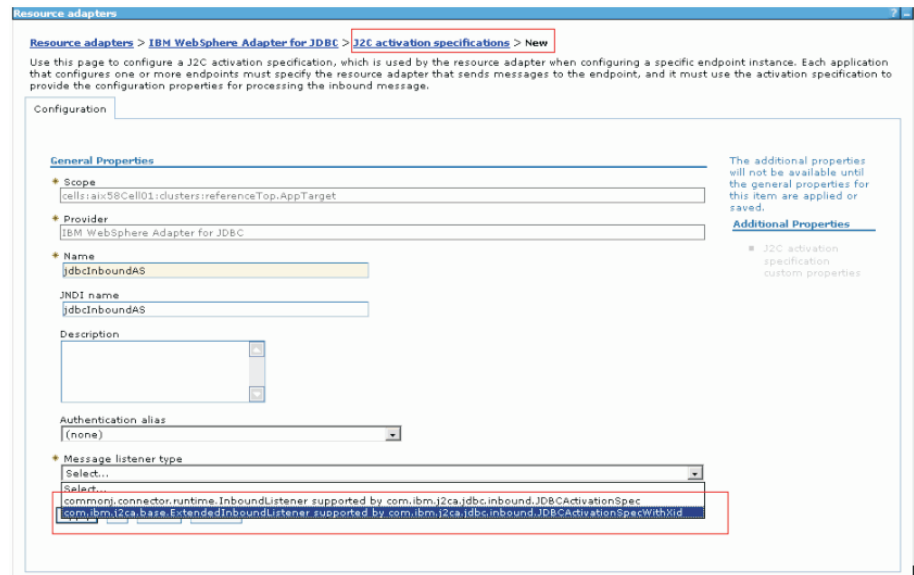 Resource adapters ? _
Resource adapters > IBM WebSphere Adapter for JDBC > J2C activation specifications > New
Use this page to configure a J2C activation specification, which is used by the resource adapter when configuring a specific endpoint instance. Each application
that configures one or more endpoints must specify the resource adapter that sends messages to the endpoint, and it must use the activation specification to
provide the configuration properties for processing the inbound message.
Configuration
General Properties
* Scope
cells:aix58Cell01:clusters:referenceTop.AppTarget
* Provider
IBM WebSphere Adapter for JDBC
* Name
jdbcInboundAS
JNDI name
jdbcInboundAS
Description
Authentication alias
(none)
* Message listener type
Select...
Select...
commonj.connector.runtime.InboundListener supported by com.ibm.j2ca.jdbc.inbound.JDBCActivationSpec
com.ibm.j2ca.base.ExtendedInboundListener supported by com.ibm.j2ca.jdbc.inbound.JDBCActivationSpecWithXid
The additional properties
will not be available until
the general properties for
this item are applied or
saved.
Additional Properties
J2C activation
specification
custom properties